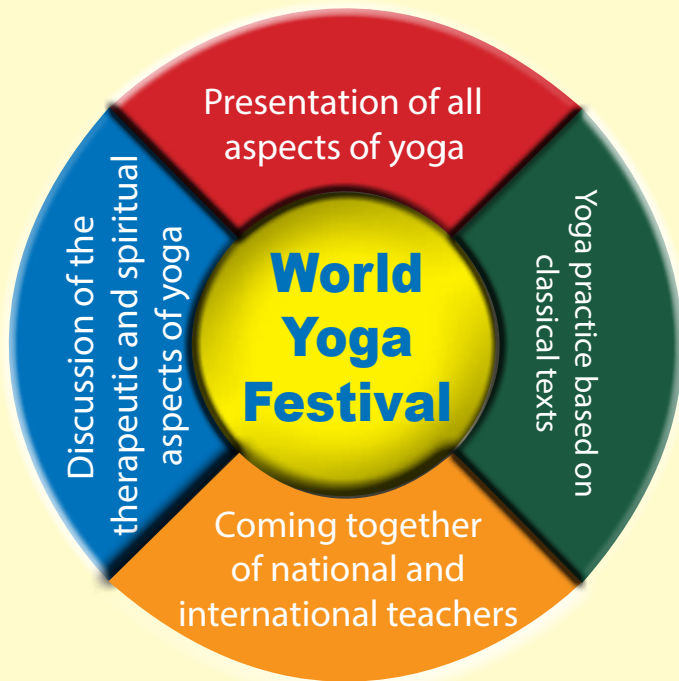 Presentation of all
aspects of yoga
Yoga practice based on
classical texts
Coming together
of national and
international teachers
Discussion of the
therapeutic and spiritual
aspects of yoga
World
Yoga
Festival